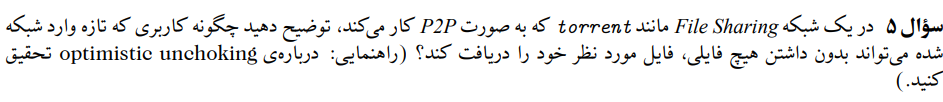 سؤال ۵ در یک شبکه File Sharing مانند torrent که به صورت P2P کار می‌کند، توضیح دهید چگونه کاربری که تازه وارد شبکه
شده می‌تواند بدون داشتن هیچ فایلی، فایل مورد نظر خود را دریافت کند؟ (راهنمایی: درباره‌ی optimistic unchoking تحقیق
کنید.)